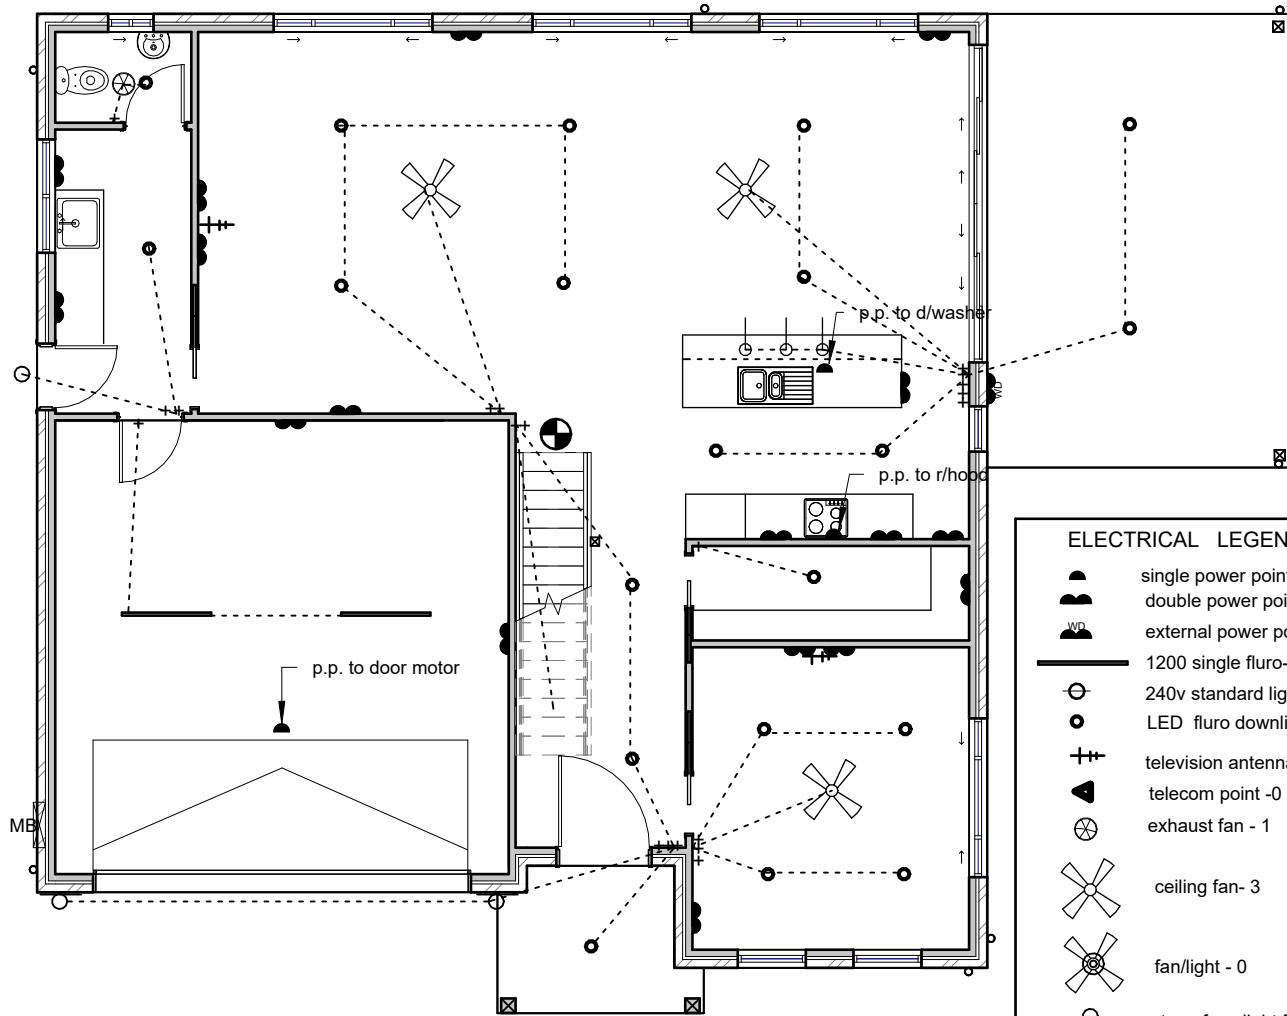 p.p. to d/washer
WD
p.p. to r/hood
p.p. to door motor
MB
ELECTRICAL LEGEN
single power point
double power poi
WD
external power po
1200 single fluro-
240v standard lig
LED fluro downli
television antenna
telecom point -0
exhaust fan - 1
ceiling fan- 3
fan/light - 0